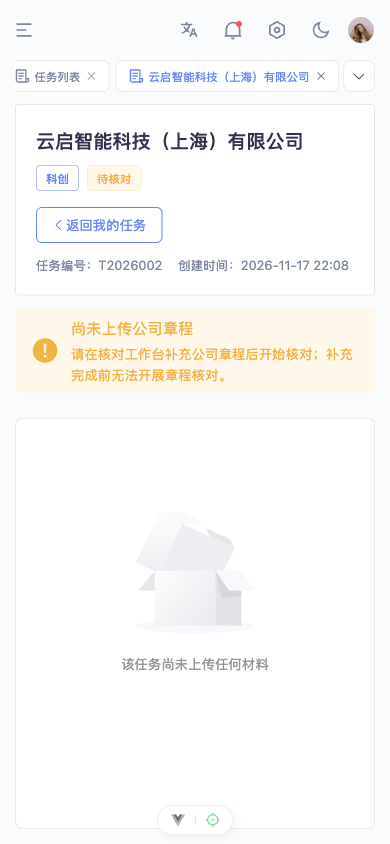 任务列表
云启智能科技（上海）有限公司
云启智能科技（上海）有限公司
科创
待核对
返回我的任务
任务编号：T2026002 创建时间：2026-11-17 22:08
尚未上传公司章程
请在核对工作台补充公司章程后开始核对；补充
完成前无法开展章程核对。
该任务尚未上传任何材料